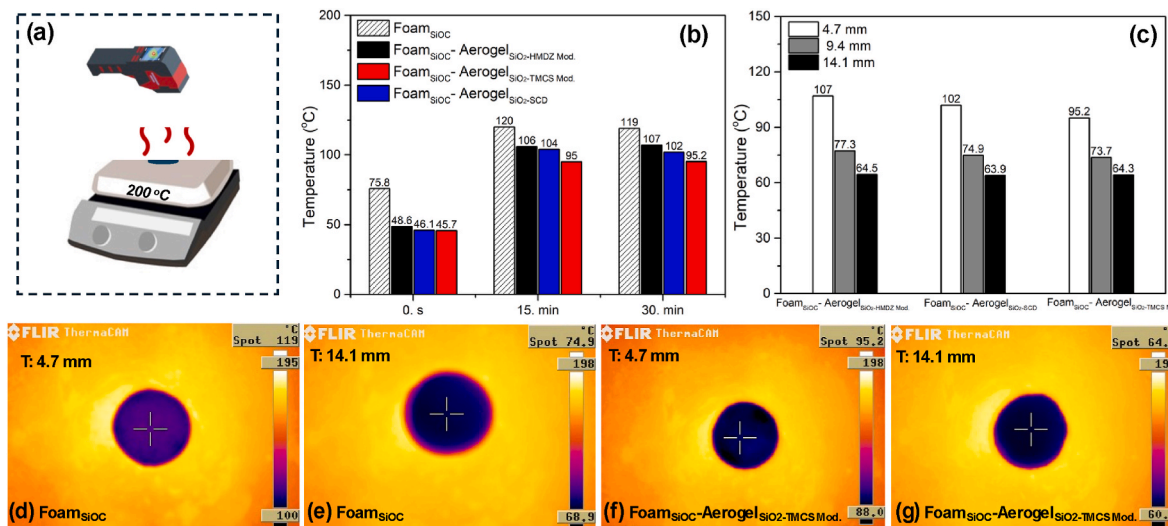 (a)
200 °C
(b)
Foam_SiOC
Foam_SiOC- Aerogel_SiO₂-HMDZ Mod.
Foam_SiOC- Aerogel_SiO₂-TMCS Mod.
Foam_SiOC- Aerogel_SiO₂-SCD
Temperature (°C)
200
150
100
50
0
75.8
48.6
46.1
45.7
120
106
104
95
119
107
102
95.2
0. s
15. min
30. min
(c)
4.7 mm
9.4 mm
14.1 mm
Temperature (°C)
150
120
90
60
30
0
107
77.3
64.5
102
74.9
63.9
95.2
73.7
64.3
Foam_SiOC- Aerogel_SiO₂-HMDZ Mod.
Foam_SiOC- Aerogel_SiO₂-SCD
Foam_SiOC- Aerogel_SiO₂-TMCS M
FLIR ThermaCAM
°C
Spot 119
195
T: 4.7 mm
100
(d) Foam_SiOC
FLIR ThermaCAM
°C
Spot 74.9
198
T: 14.1 mm
68.9
(e) Foam_SiOC
FLIR ThermaCAM
°C
Spot 95.2
198
T: 4.7 mm
88.0
(f) Foam_SiOC-Aerogel_SiO2-TMCS Mod.
FLIR ThermaCAM
°C
Spot 64.
19
T: 14.1 mm
60.
(g) Foam_SiOC-Aerogel_SiO2-TMCS Mod.